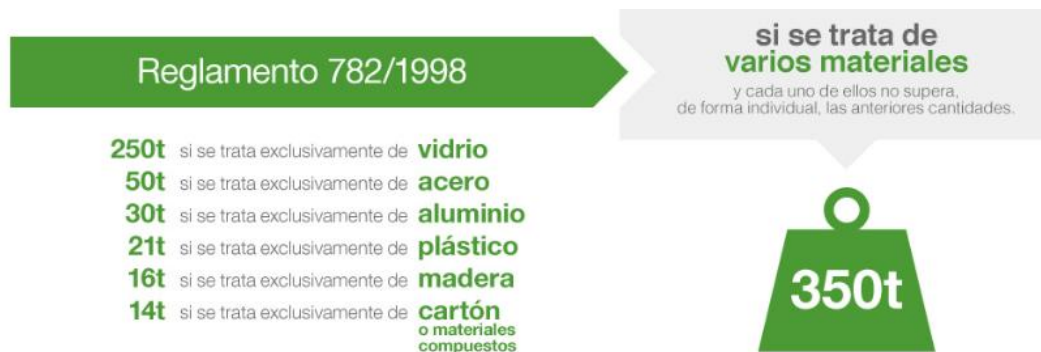 Reglamento 782/1998
250t si se trata exclusivamente de vidrio
50t si se trata exclusivamente de acero
30t si se trata exclusivamente de aluminio
21t si se trata exclusivamente de plástico
16t si se trata exclusivamente de madera
14t si se trata exclusivamente de cartón
o materiales
compuestos
si se trata de
varios materiales
y cada uno de ellos no supera,
de forma individual, las anteriores cantidades.
350t